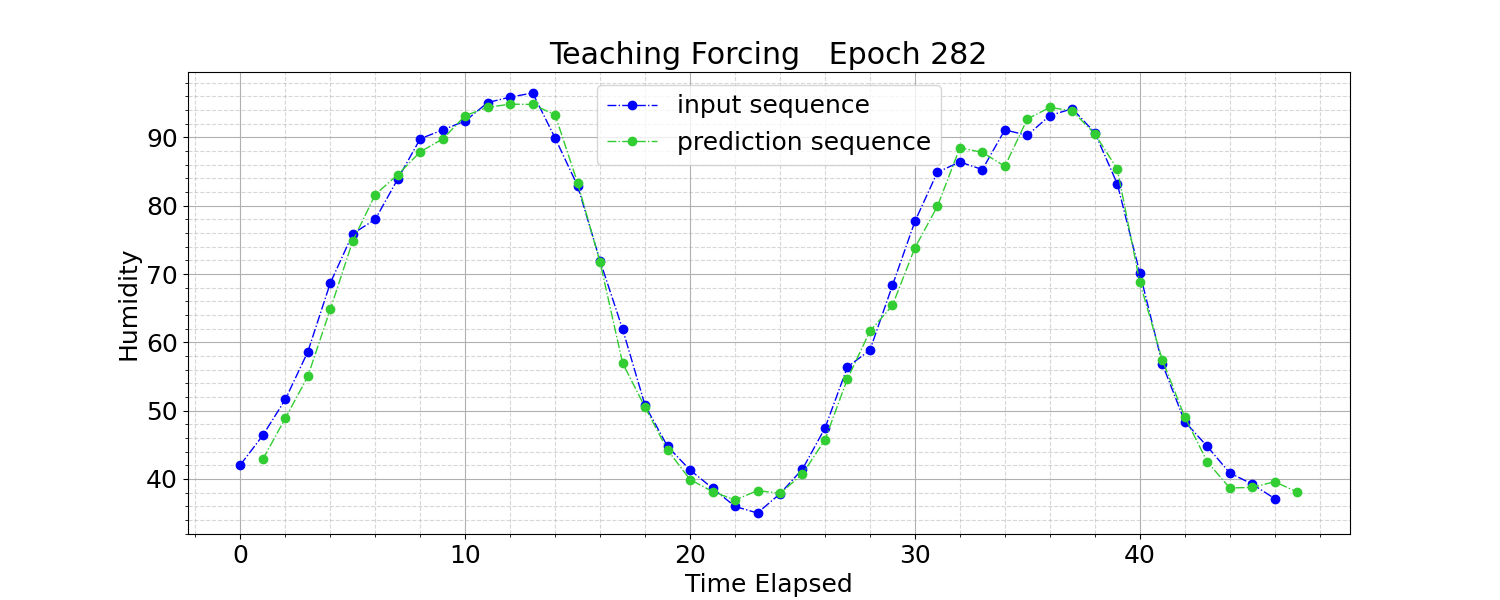 Teaching Forcing   Epoch 282
input sequence
prediction sequence
Humidity
90
80
70
60
50
40
0 10 20 30 40
Time Elapsed